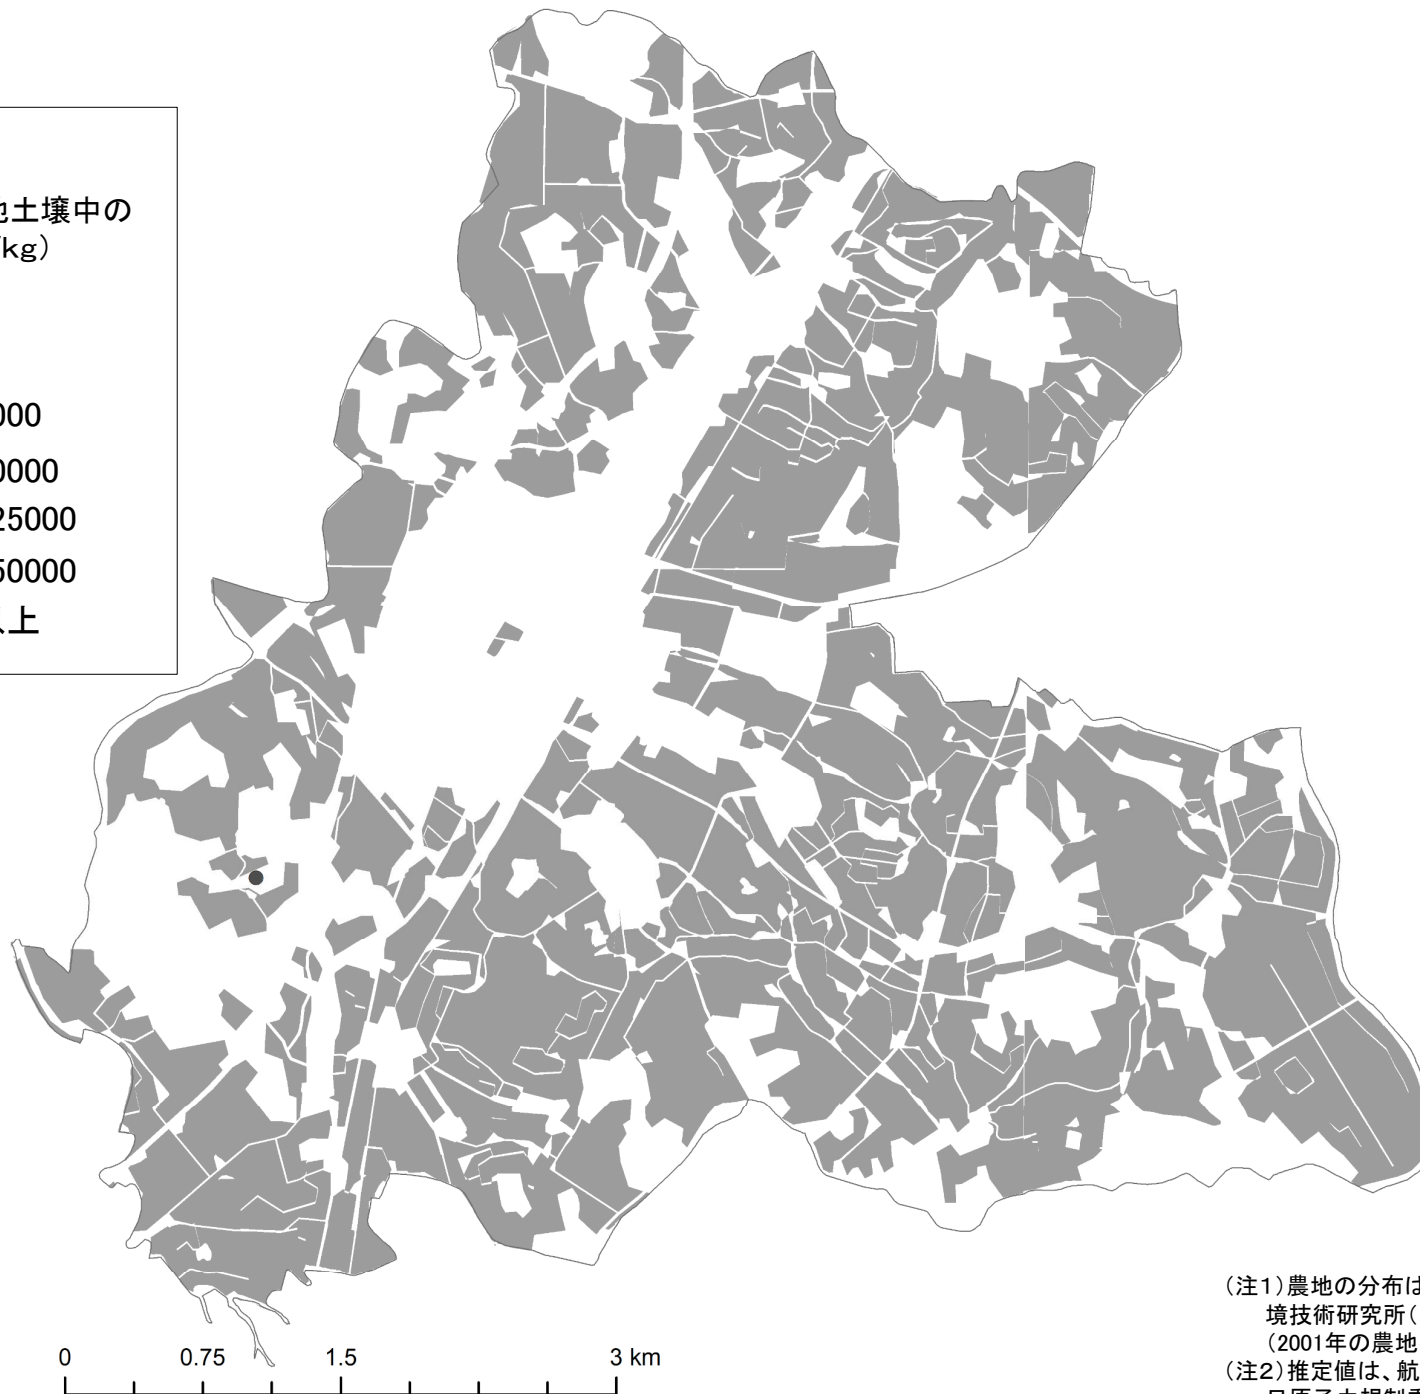 地土壌中の
/kg）
000
0000
25000
50000
以上
0 0.75 1.5 3 km
（注1）農地の分布は
境技術研究所（
（2001年の農地
（注2）推定値は、航